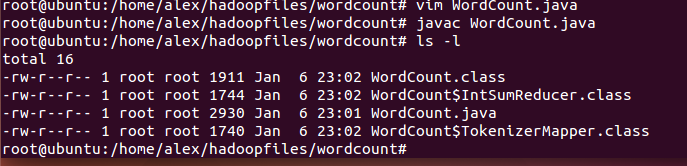 root@ubuntu:/home/alex/hadoopfiles/wordcount# vim WordCount.java
root@ubuntu:/home/alex/hadoopfiles/wordcount# javac WordCount.java
root@ubuntu:/home/alex/hadoopfiles/wordcount# ls -l
total 16
-rw-r--r-- 1 root root 1911 Jan  6 23:02 WordCount.class
-rw-r--r-- 1 root root 1744 Jan  6 23:02 WordCount$IntSumReducer.class
-rw-r--r-- 1 root root 2930 Jan  6 23:01 WordCount.java
-rw-r--r-- 1 root root 1740 Jan  6 23:02 WordCount$TokenizerMapper.class
root@ubuntu:/home/alex/hadoopfiles/wordcount#